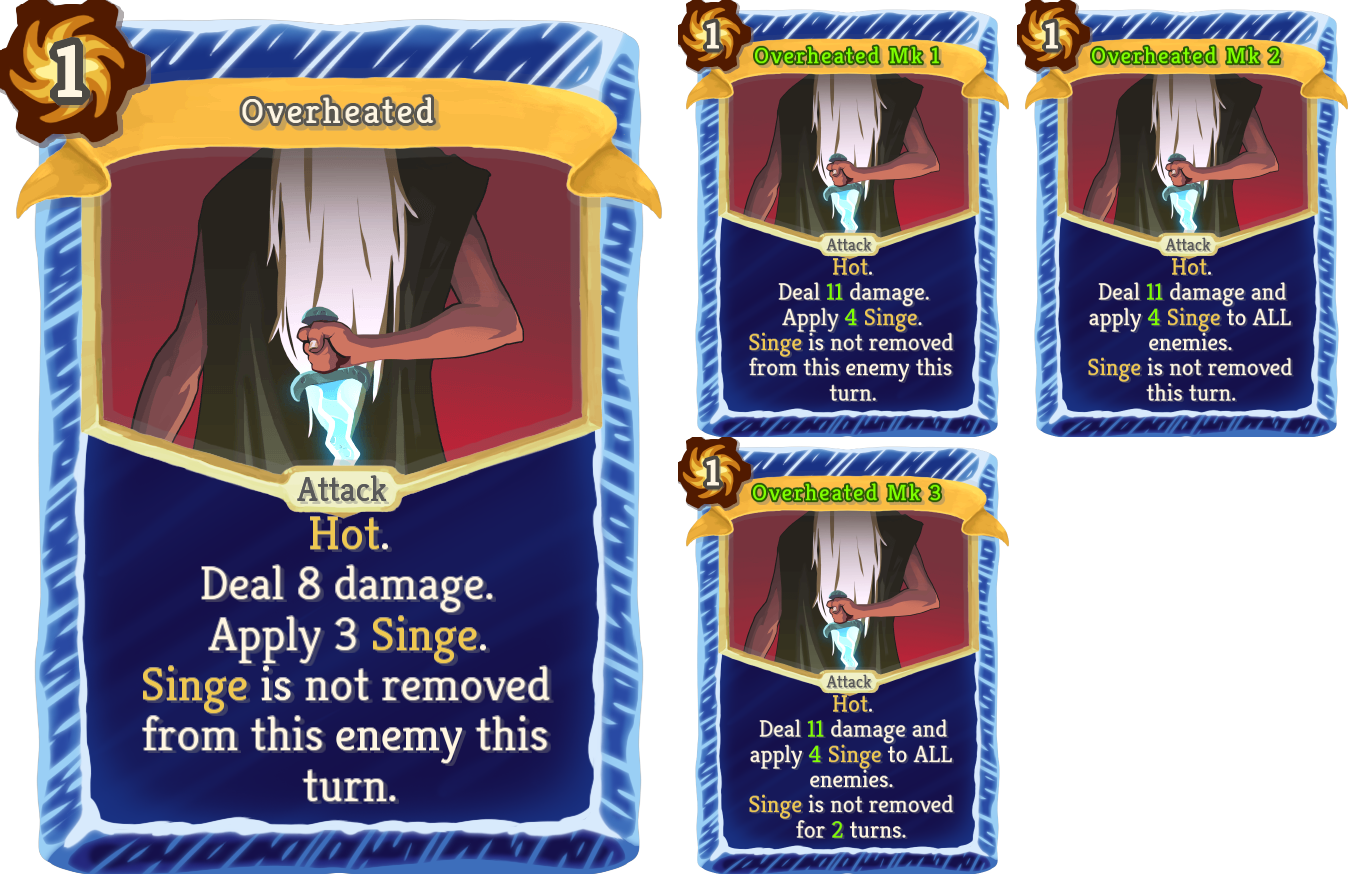 1
Overheated
Attack
Hot.
Deal 8 damage.
Apply 3 Singe.
Singe is not removed
from this enemy this
turn.
1
Overheated Mk 1
Attack
Hot.
Deal 11 damage.
Apply 4 Singe.
Singe is not removed
from this enemy this
turn.
1
Overheated Mk 2
Attack
Hot.
Deal 11 damage and
apply 4 Singe to ALL
enemies.
Singe is not removed
this turn.
1
Overheated Mk 3
Attack
Hot.
Deal 11 damage and
apply 4 Singe to ALL
enemies.
Singe is not removed
for 2 turns.